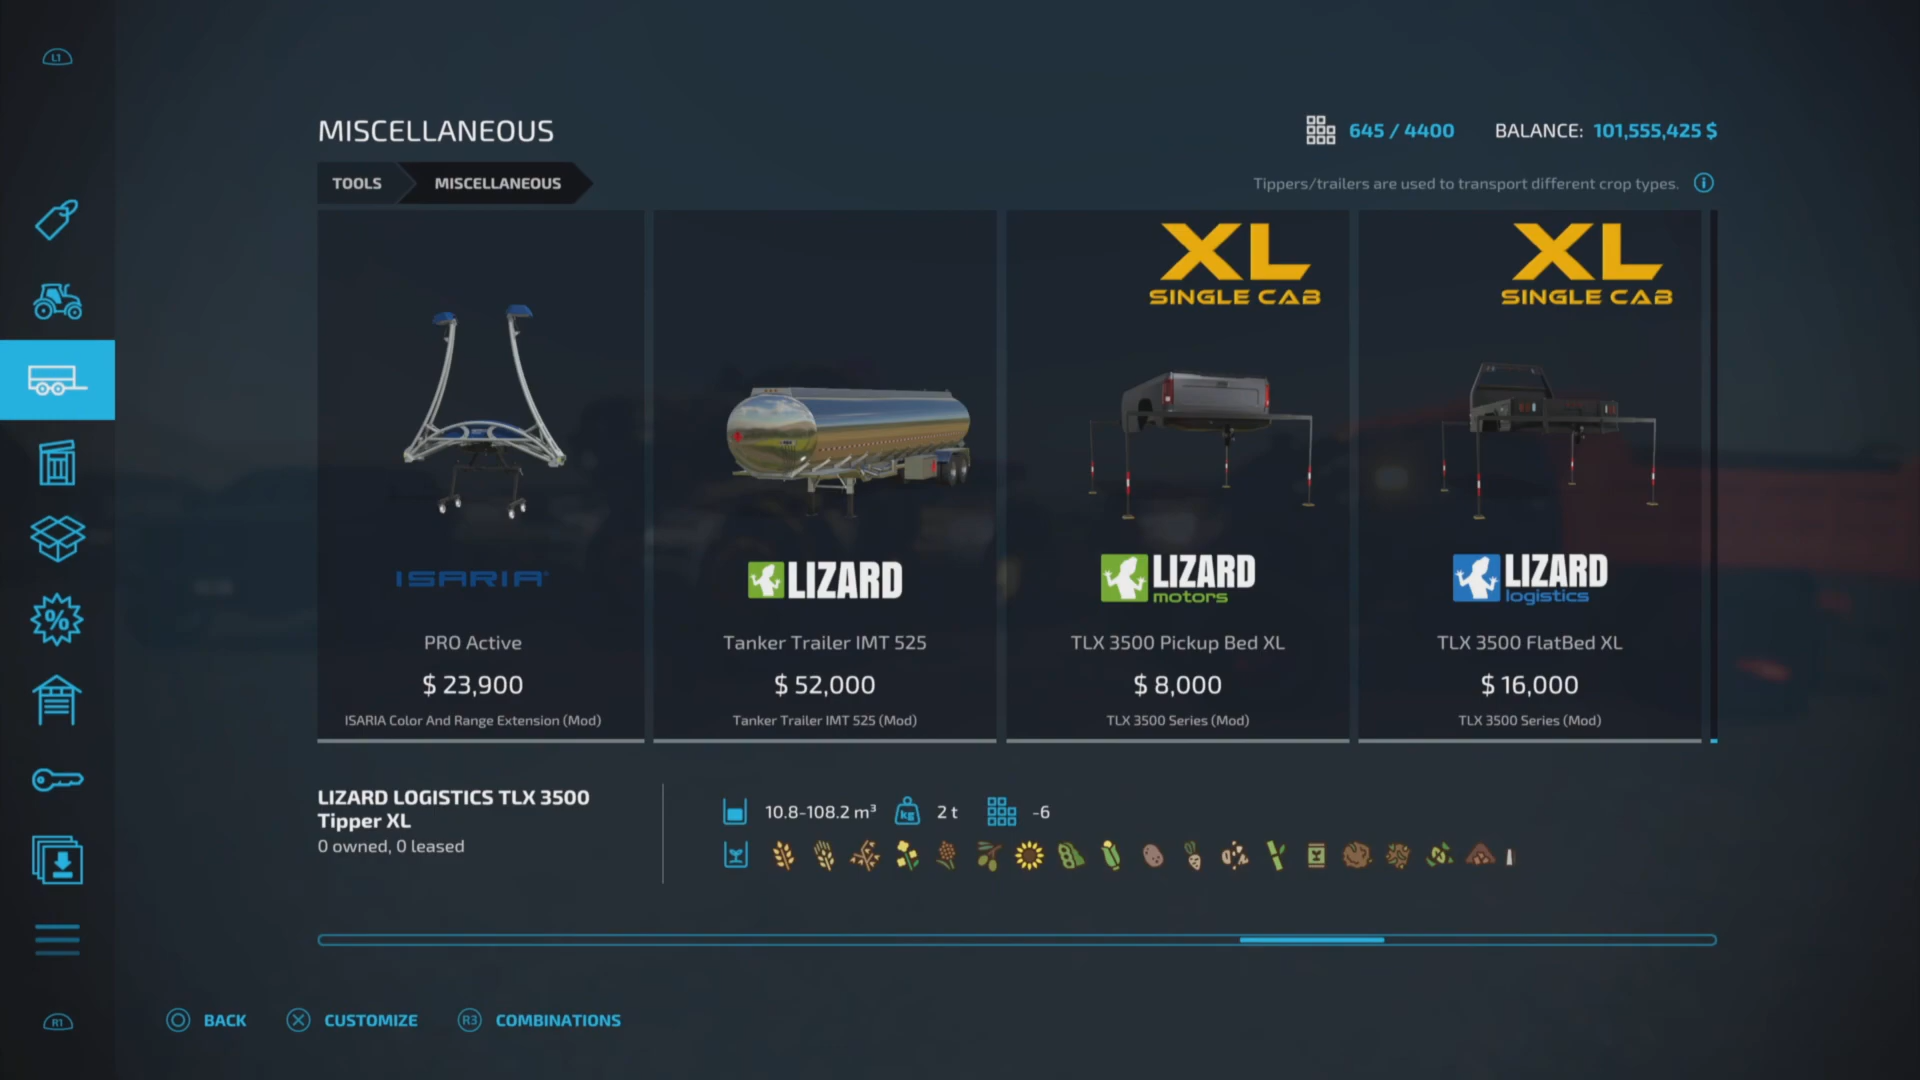 L1
MISCELLANEOUS
645 / 4400
BALANCE: 101,555,425 $
TOOLS
MISCELLANEOUS
Tippers/trailers are used to transport different crop types.
i
XL
SINGLE CAB
XL
SINGLE CAB
ISARIA
LIZARD
LIZARD
motors
LIZARD
logistics
PRO Active
Tanker Trailer IMT 525
TLX 3500 Pickup Bed XL
TLX 3500 FlatBed XL
$ 23,900
$ 52,000
$ 8,000
$ 16,000
ISARIA Color And Range Extension (Mod)
Tanker Trailer IMT 525 (Mod)
TLX 3500 Series (Mod)
TLX 3500 Series (Mod)
%
LIZARD LOGISTICS TLX 3500
Tipper XL
0 owned, 0 leased
10.8-108.2 m³
kg
2 t
-6
R1
BACK
CUSTOMIZE
R3
COMBINATIONS